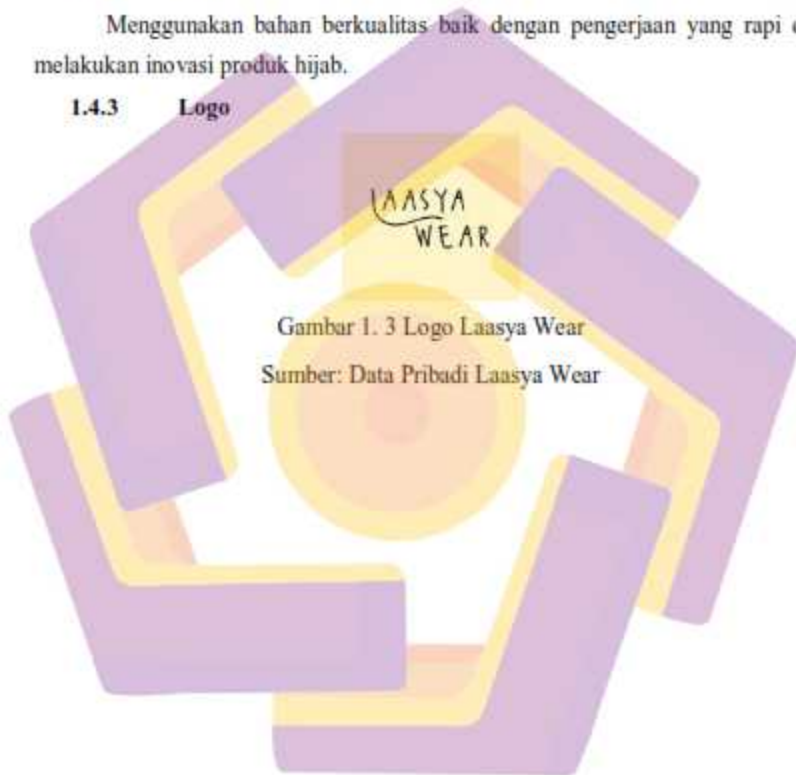 Menggunakan bahan berkualitas baik dengan pengerjaan yang rapi
melakukan inovasi produk hijab.
1.4.3 Logo
LAASYA
WEAR
Gambar 1. 3 Logo Laasya Wear
Sumber: Data Pribadi Laasya Wear